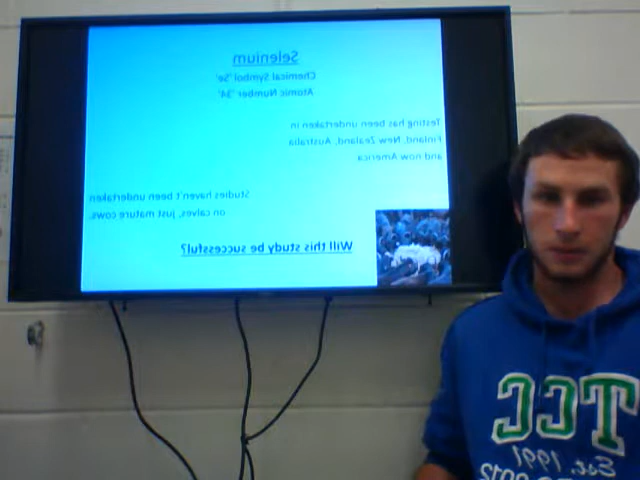 Selenium
Chemical Symbol 'Se'
Atomic Number '34'
Testing has been undertaken in
Finland, New Zealand, Australia
and now America
Studies haven't been undertaken
on calves, just mature cows.
Will this study be successful?
TCC
Est. 1991